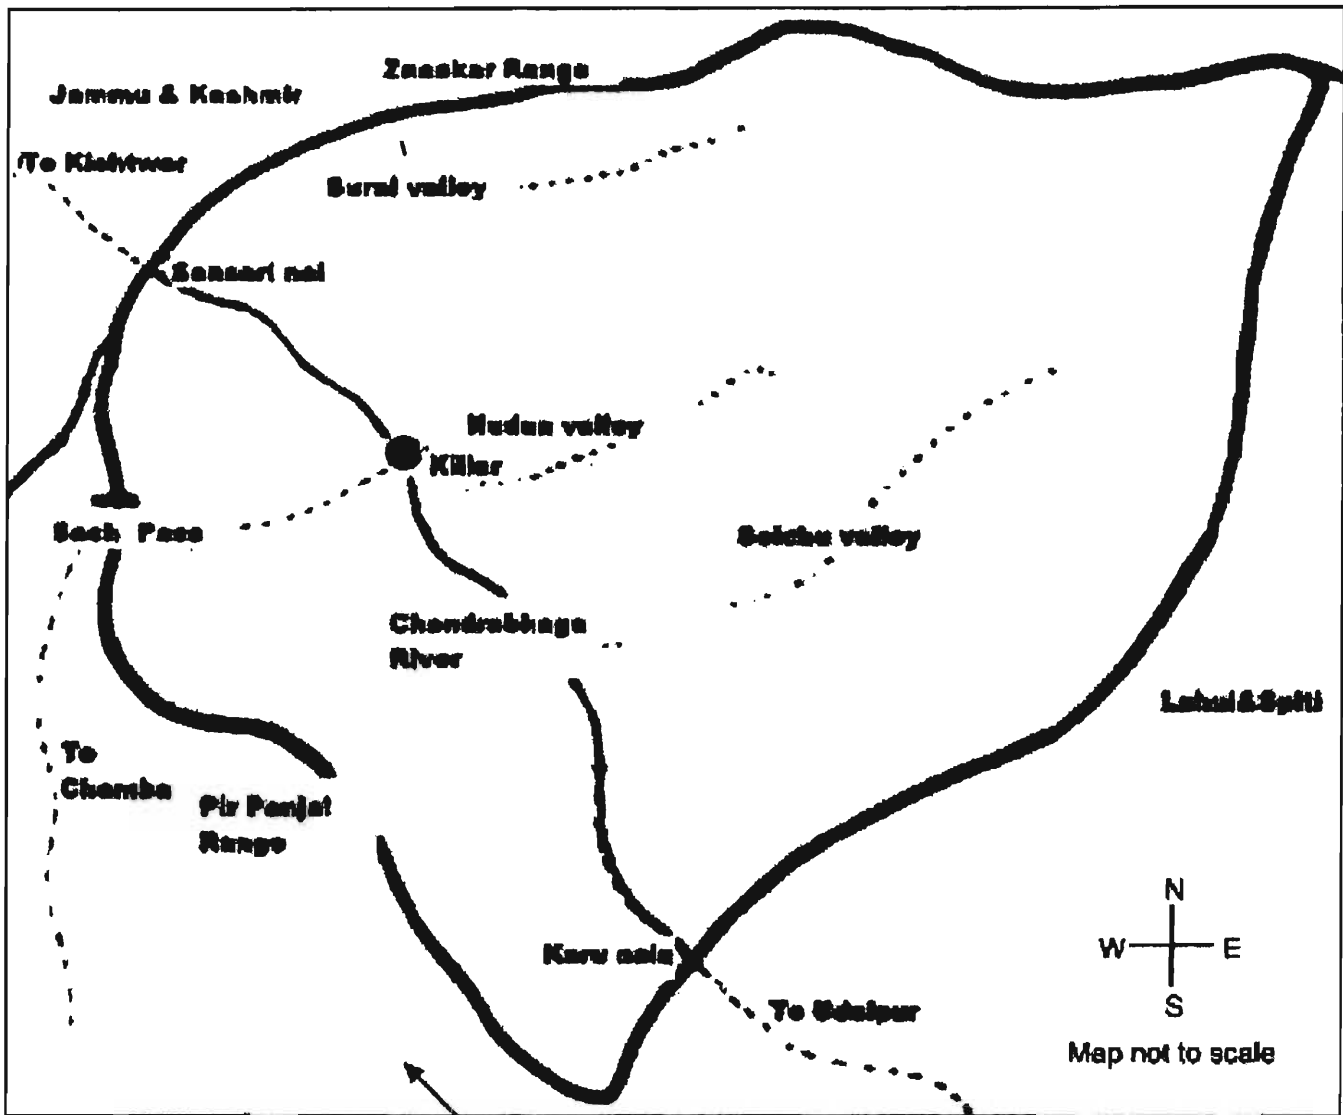 Zanskar Range
Jammu & Kashmir
To Kishtwar
Sural valley
Sansari nal
Hudan valley
Killar
Sach Pass
Saichu valley
Chandrabhaga
River
Lahul&Spiti
To
Chamba
Pir Panjal
Range
N
W E
S
Karu nala
To Udaipur
Map not to scale